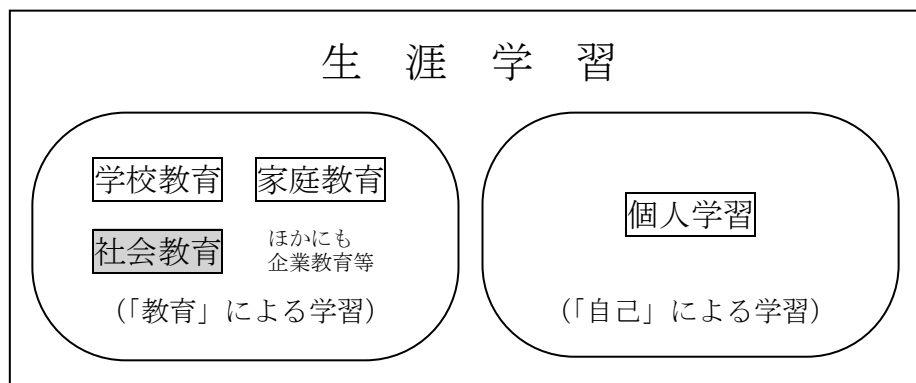 生涯学習
学校教育
家庭教育
社会教育
ほかにも
企業教育等
(「教育」による学習)
個人学習
(「自己」による学習)